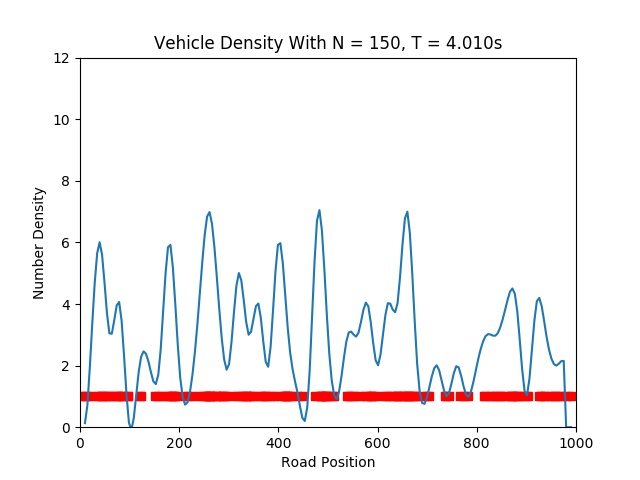 Vehicle Density With N = 150, T = 4.010s
12
10
8
6
4
2
0
Number Density
0 200 400 600 800 1000
Road Position